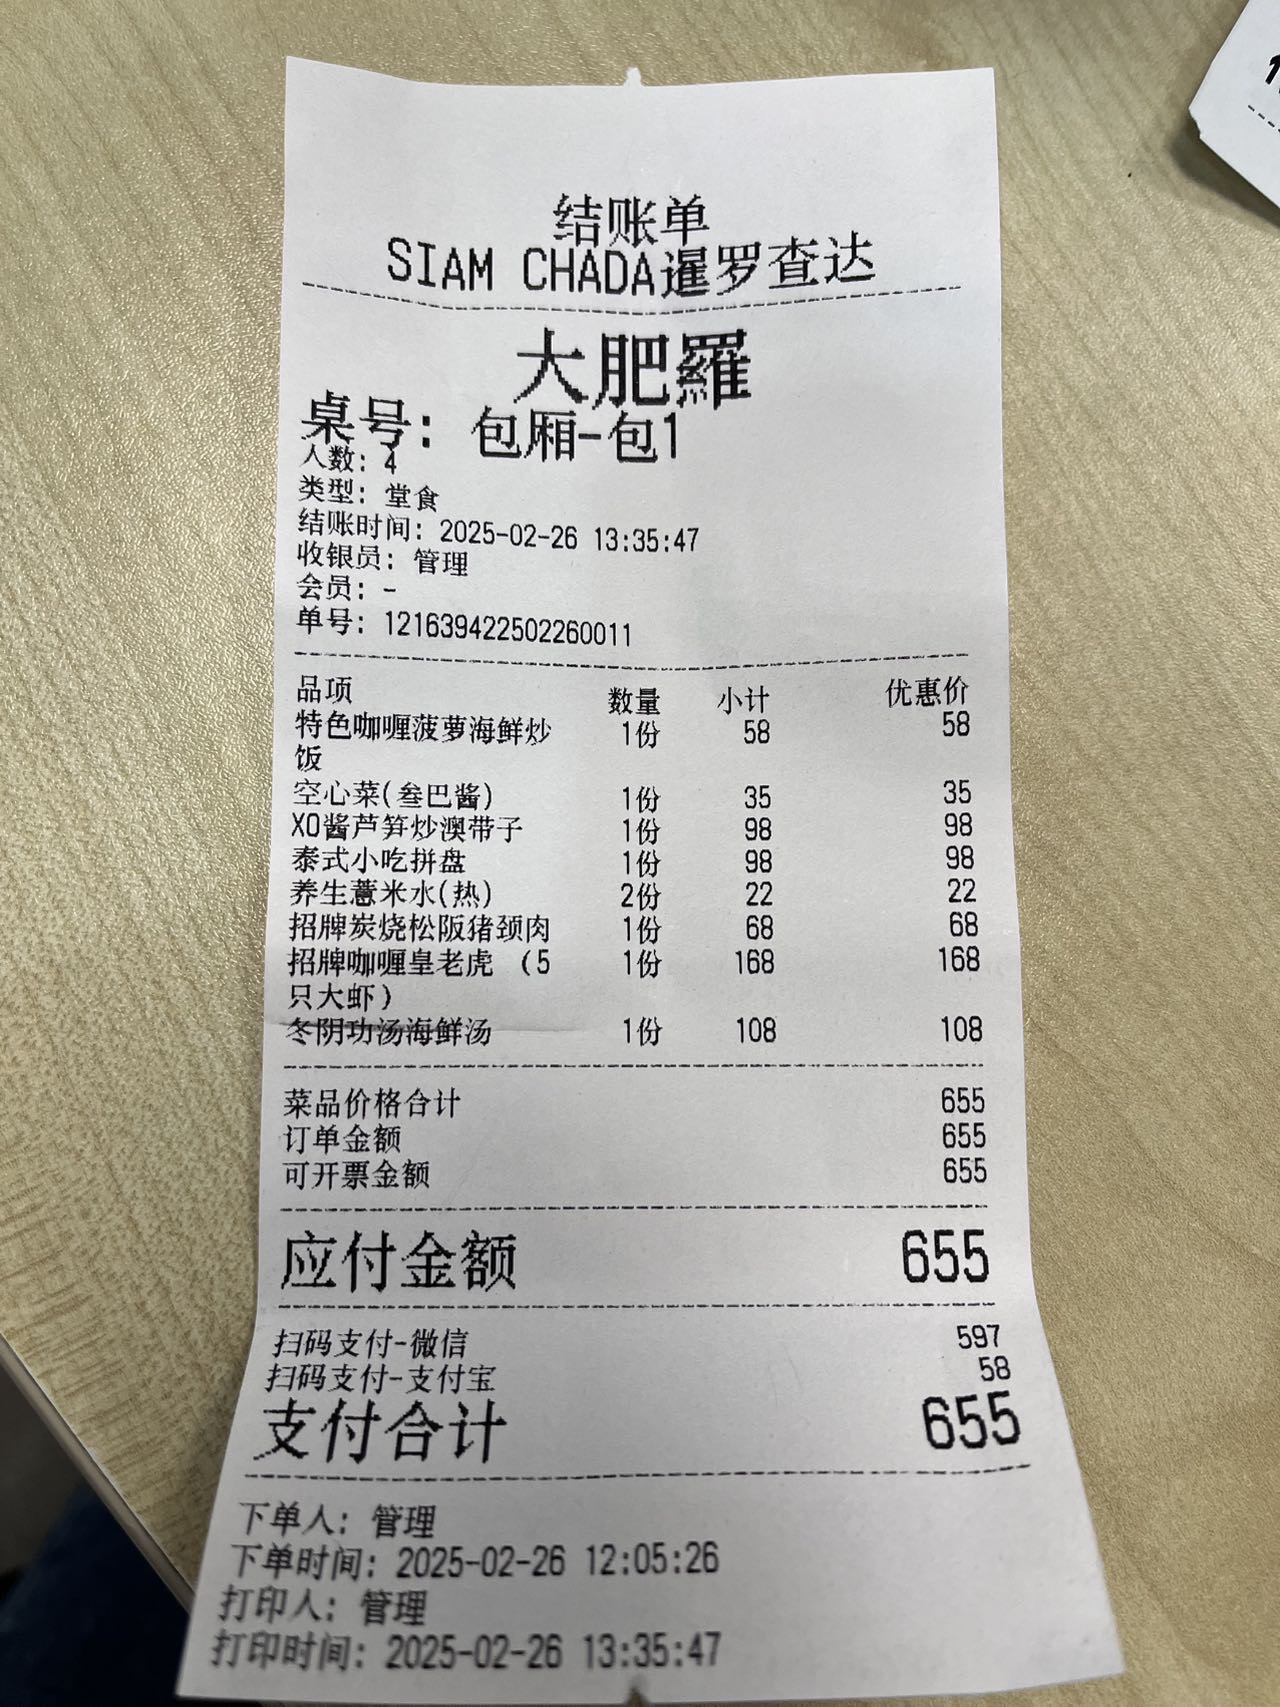 结账单
SIAM CHADA暹罗查达
大肥羅
桌号: 包厢-包1
人数: 4
类型: 堂食
结账时间: 2025-02-26 13:35:47
收银员: 管理
会员: -
单号: 121639422502260011
品项 数量 小计 优惠价
特色咖喱菠萝海鲜炒 1份 58 58
饭
空心菜(叁巴酱) 1份 35 35
XO酱芦笋炒澳带子 1份 98 98
泰式小吃拼盘 1份 98 98
养生薏米水(热) 2份 22 22
招牌炭烧松阪猪颈肉 1份 68 68
招牌咖喱皇老虎 (5 1份 168 168
只大虾)
冬阴功汤海鲜汤 1份 108 108
菜品价格合计 655
订单金额 655
可开票金额 655
应付金额 655
扫码支付-微信 597
扫码支付-支付宝 58
支付合计 655
下单人: 管理
下单时间: 2025-02-26 12:05:26
打印人: 管理
打印时间: 2025-02-26 13:35:47